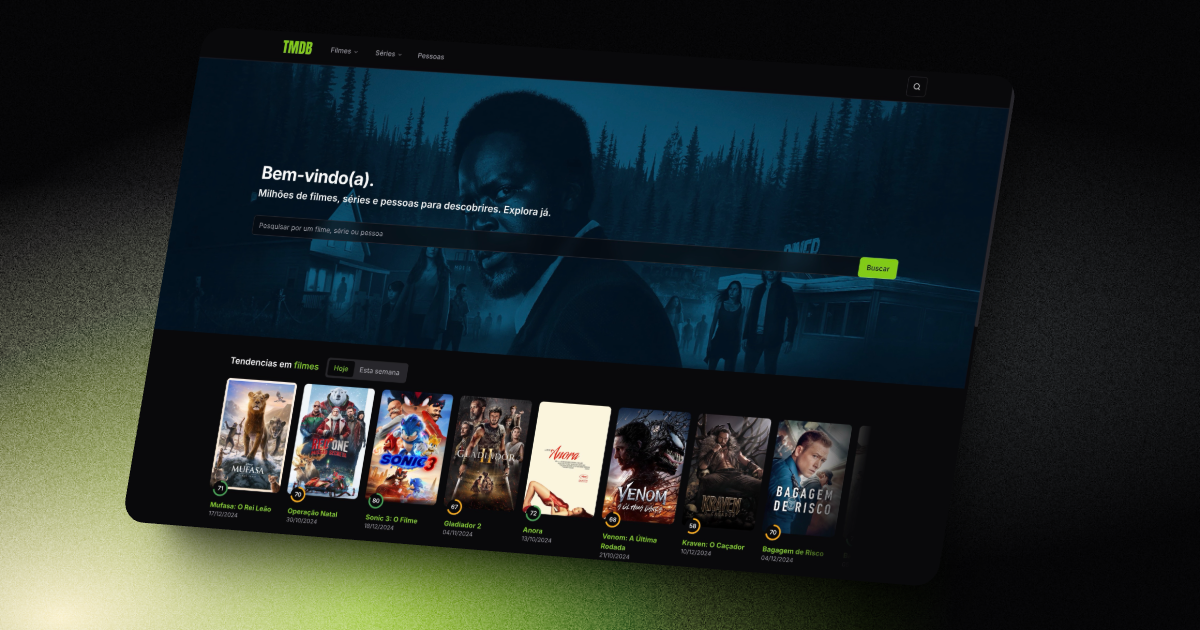 TMDB
Filmes
Séries
Pessoas
Bem-vindo(a).
Milhões de filmes, séries e pessoas para descobrires. Explora já.
DINER
Pesquisar por um filme, série ou pessoa
Buscar
Tendencias em filmes
Hoje
Esta semana
MUFASA
RED ONE
SONIC 3
GLADIADOR II
Anora
VENOM
KRAVEN
BAGAGEM
DE RISCO
71
70
80
67
72
68
58
70
Mufasa: O Rei Leão
17/12/2024
Operação Natal
30/10/2024
Sonic 3: O Filme
19/12/2024
Gladiador 2
04/11/2024
Anora
13/10/2024
Venom: A Última
Rodada
21/10/2024
Kraven: O Caçador
10/12/2024
Bagagem de Risco
04/12/2024